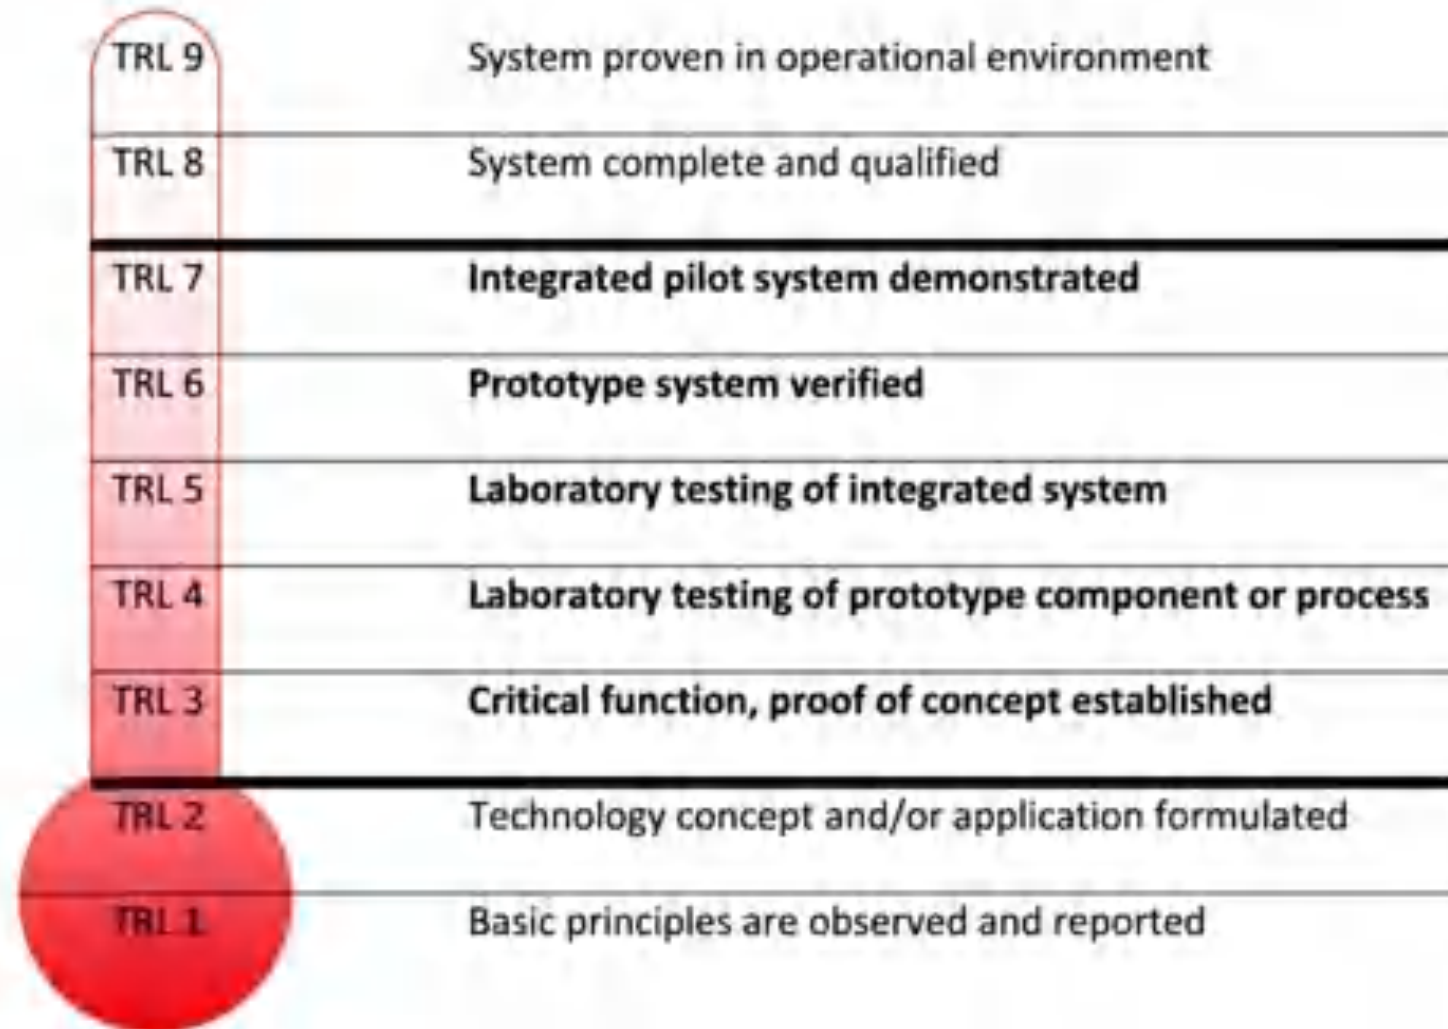 TRL 9 System proven in operational environment
TRL 8 System complete and qualified
TRL 7 Integrated pilot system demonstrated
TRL 6 Prototype system verified
TRL 5 Laboratory testing of integrated system
TRL 4 Laboratory testing of prototype component or process
TRL 3 Critical function, proof of concept established
TRL 2 Technology concept and/or application formulated
TRL 1 Basic principles are observed and reported